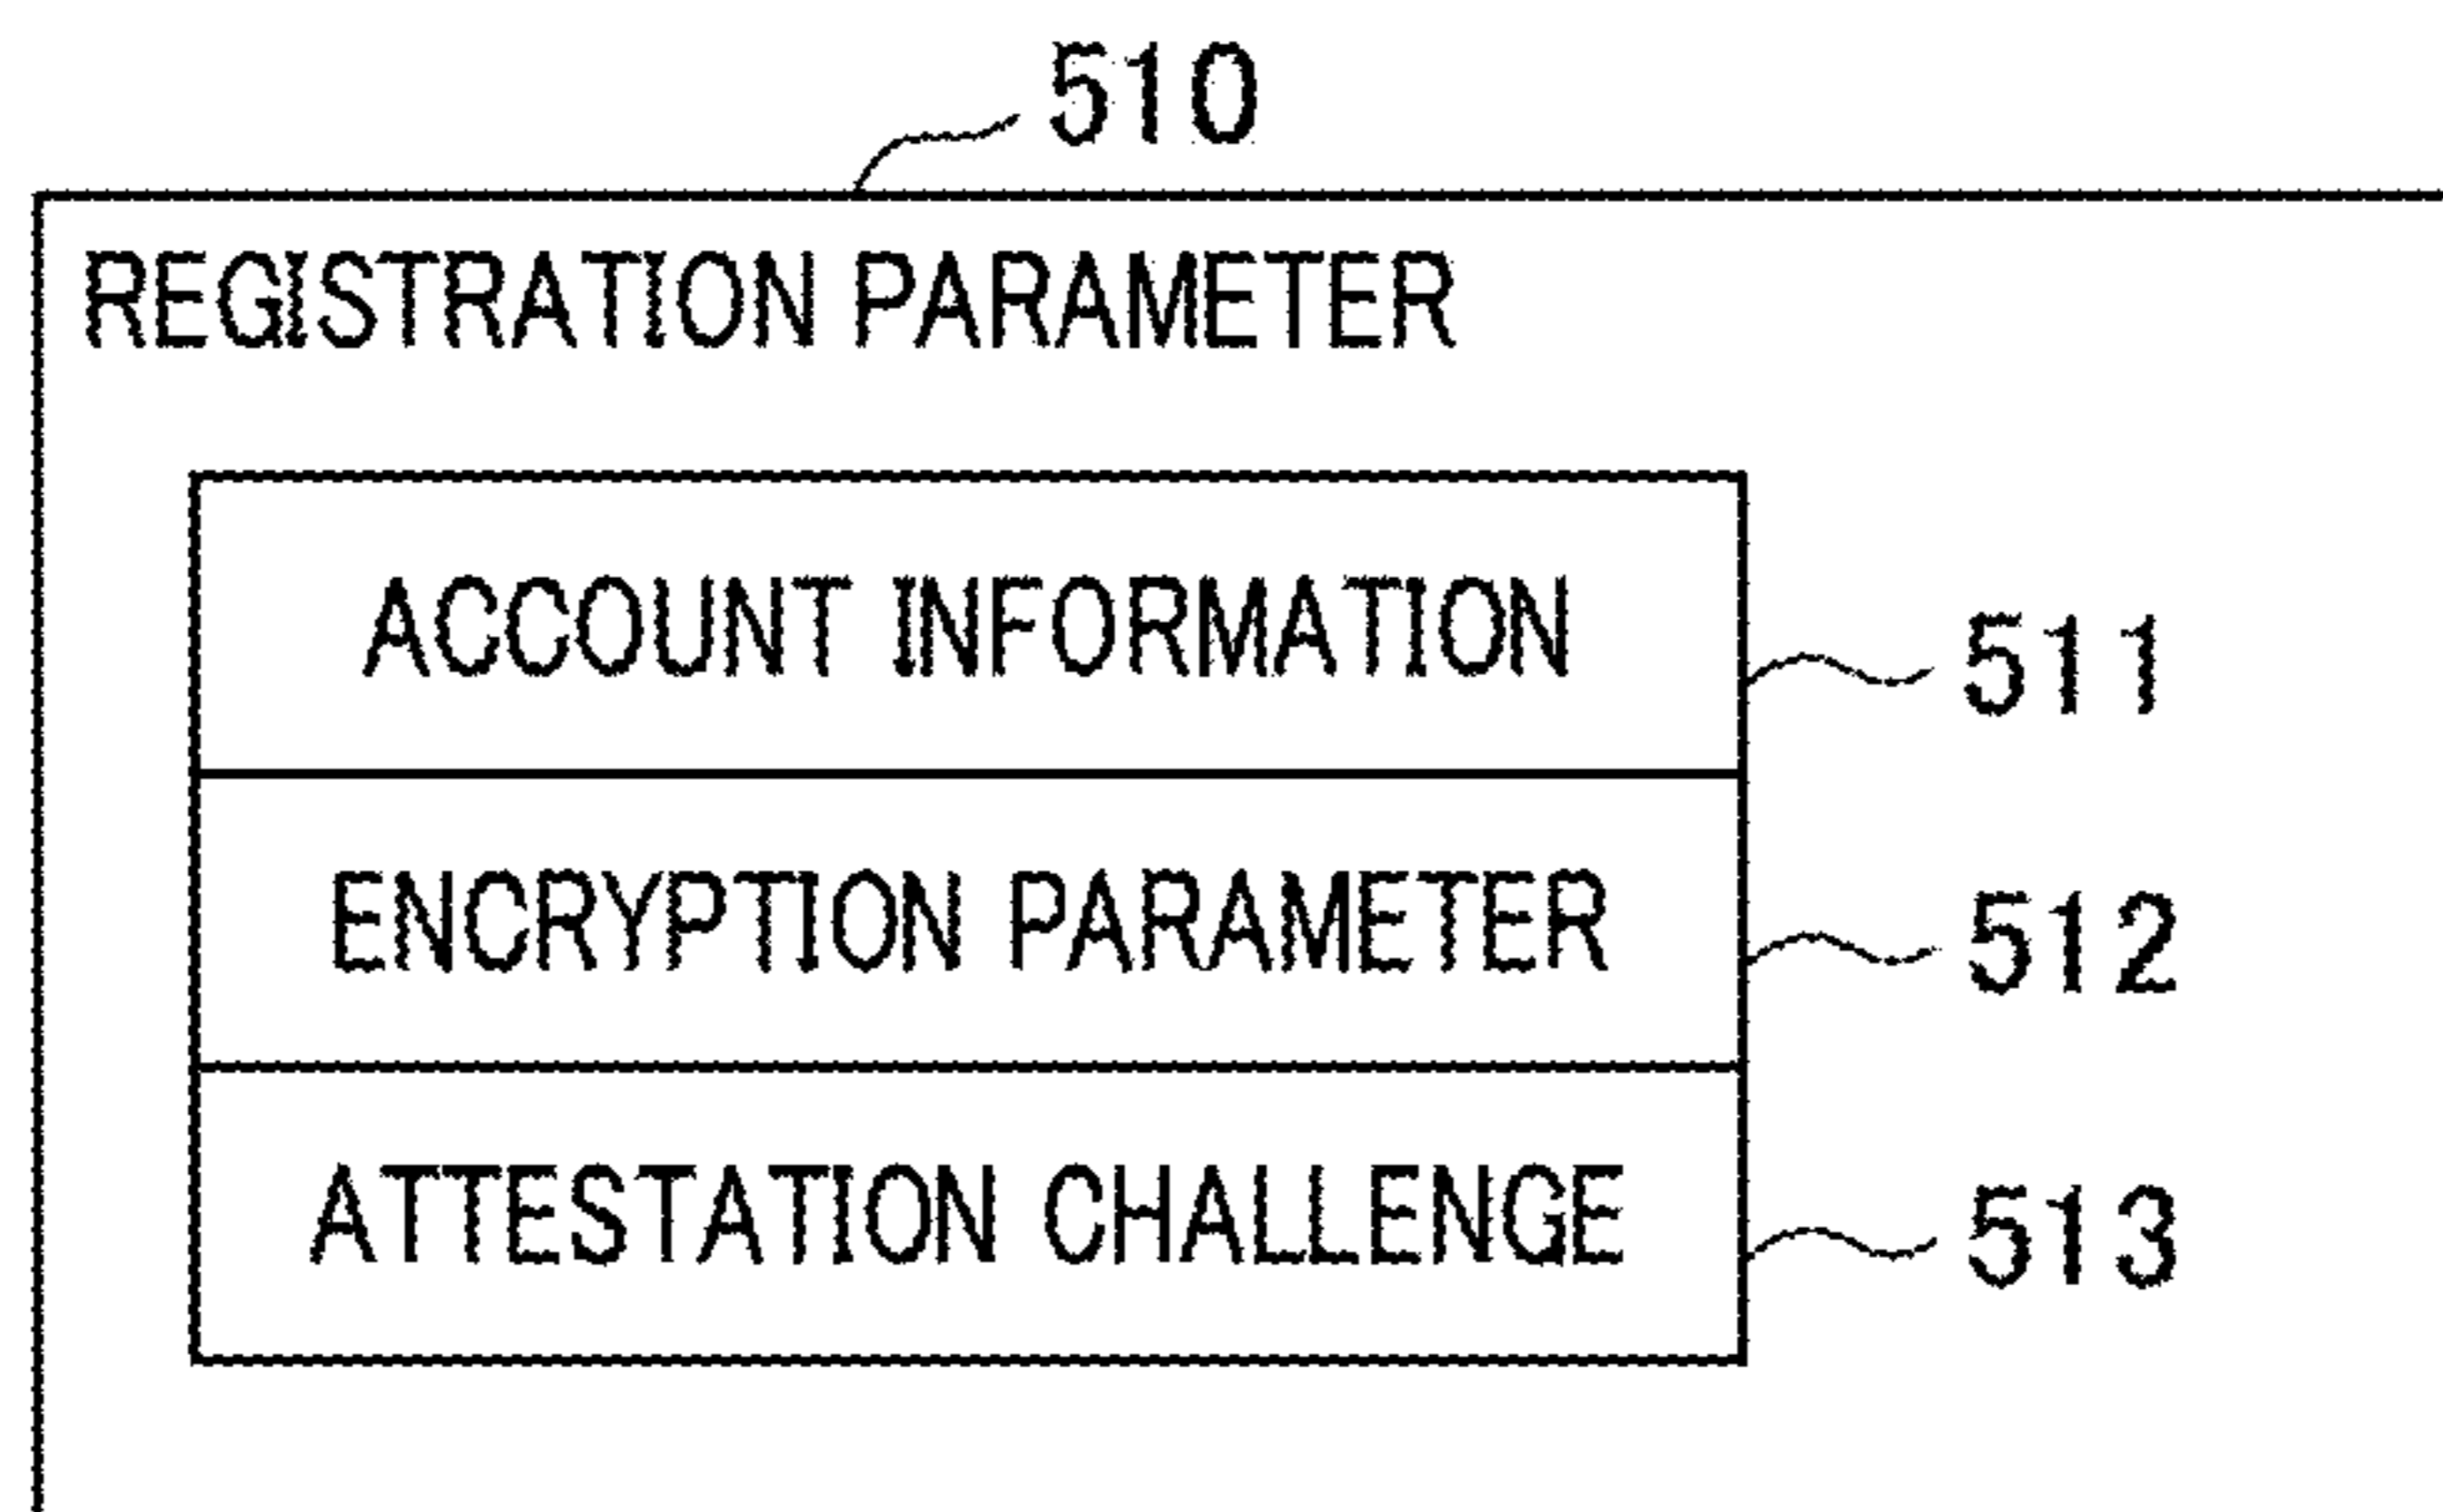 510
REGISTRATION PARAMETER
ACCOUNT INFORMATION
511
ENCRYPTION PARAMETER
512
ATTESTATION CHALLENGE
513